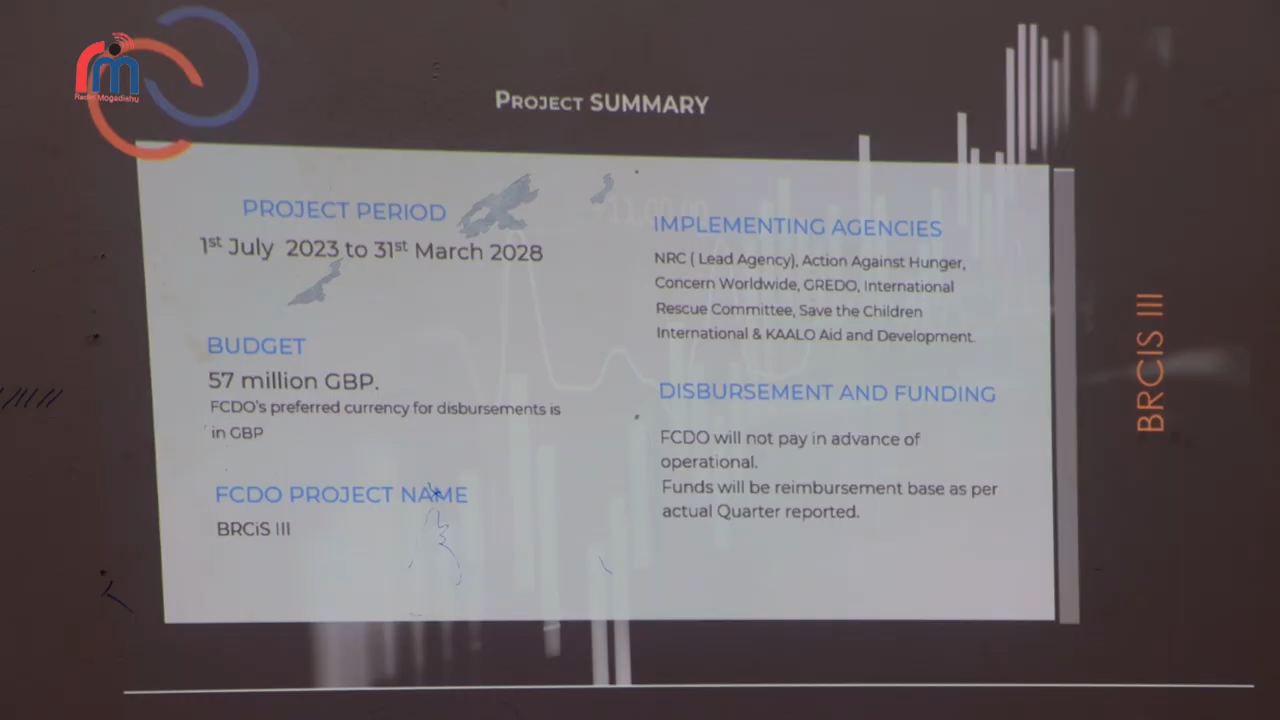 Radio Mogadishu
PROJECT SUMMARY
PROJECT PERIOD
1st July 2023 to 31st March 2028
BUDGET
57 million GBP.
FCDO's preferred currency for disbursements is
in GBP
FCDO PROJECT NAME
BRCiS III
IMPLEMENTING AGENCIES
NRC ( Lead Agency), Action Against Hunger,
Concern Worldwide, GREDO, International
Rescue Committee, Save the Children
International & KAALO Aid and Development.
DISBURSEMENT AND FUNDING
FCDO will not pay in advance of
operational.
Funds will be reimbursement base as per
actual Quarter reported.
BRCIS III